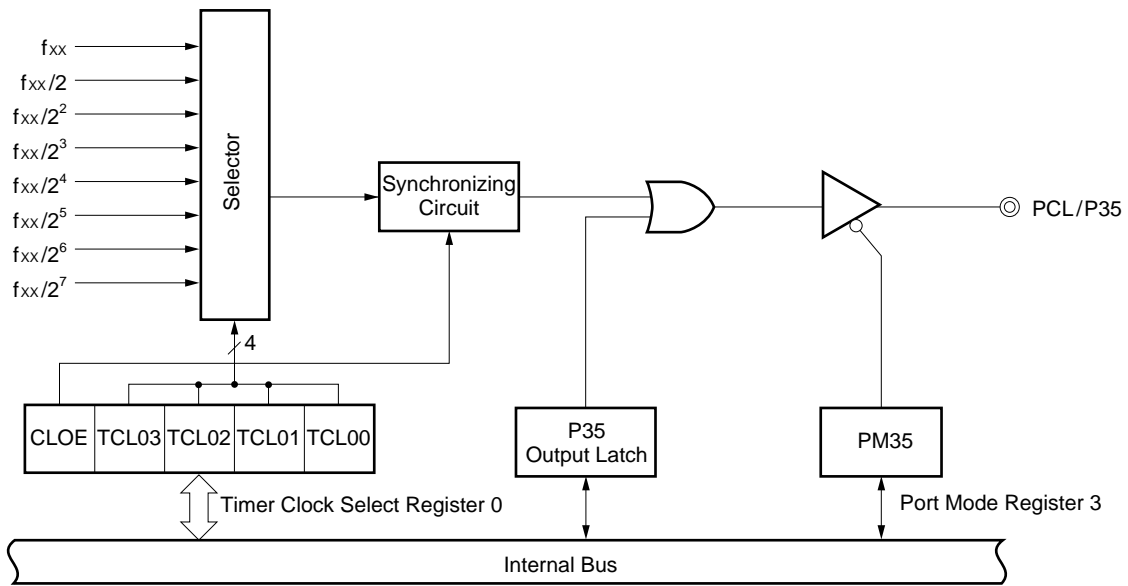 fXX
fXX/2
fXX/2²
fXX/2³
fXX/2⁴
fXX/2⁵
fXX/2⁶
fXX/2⁷
Selector
Synchronizing
Circuit
PCL/P35
4
CLOE TCL03 TCL02 TCL01 TCL00
P35
Output Latch
PM35
Timer Clock Select Register 0
Port Mode Register 3
Internal Bus